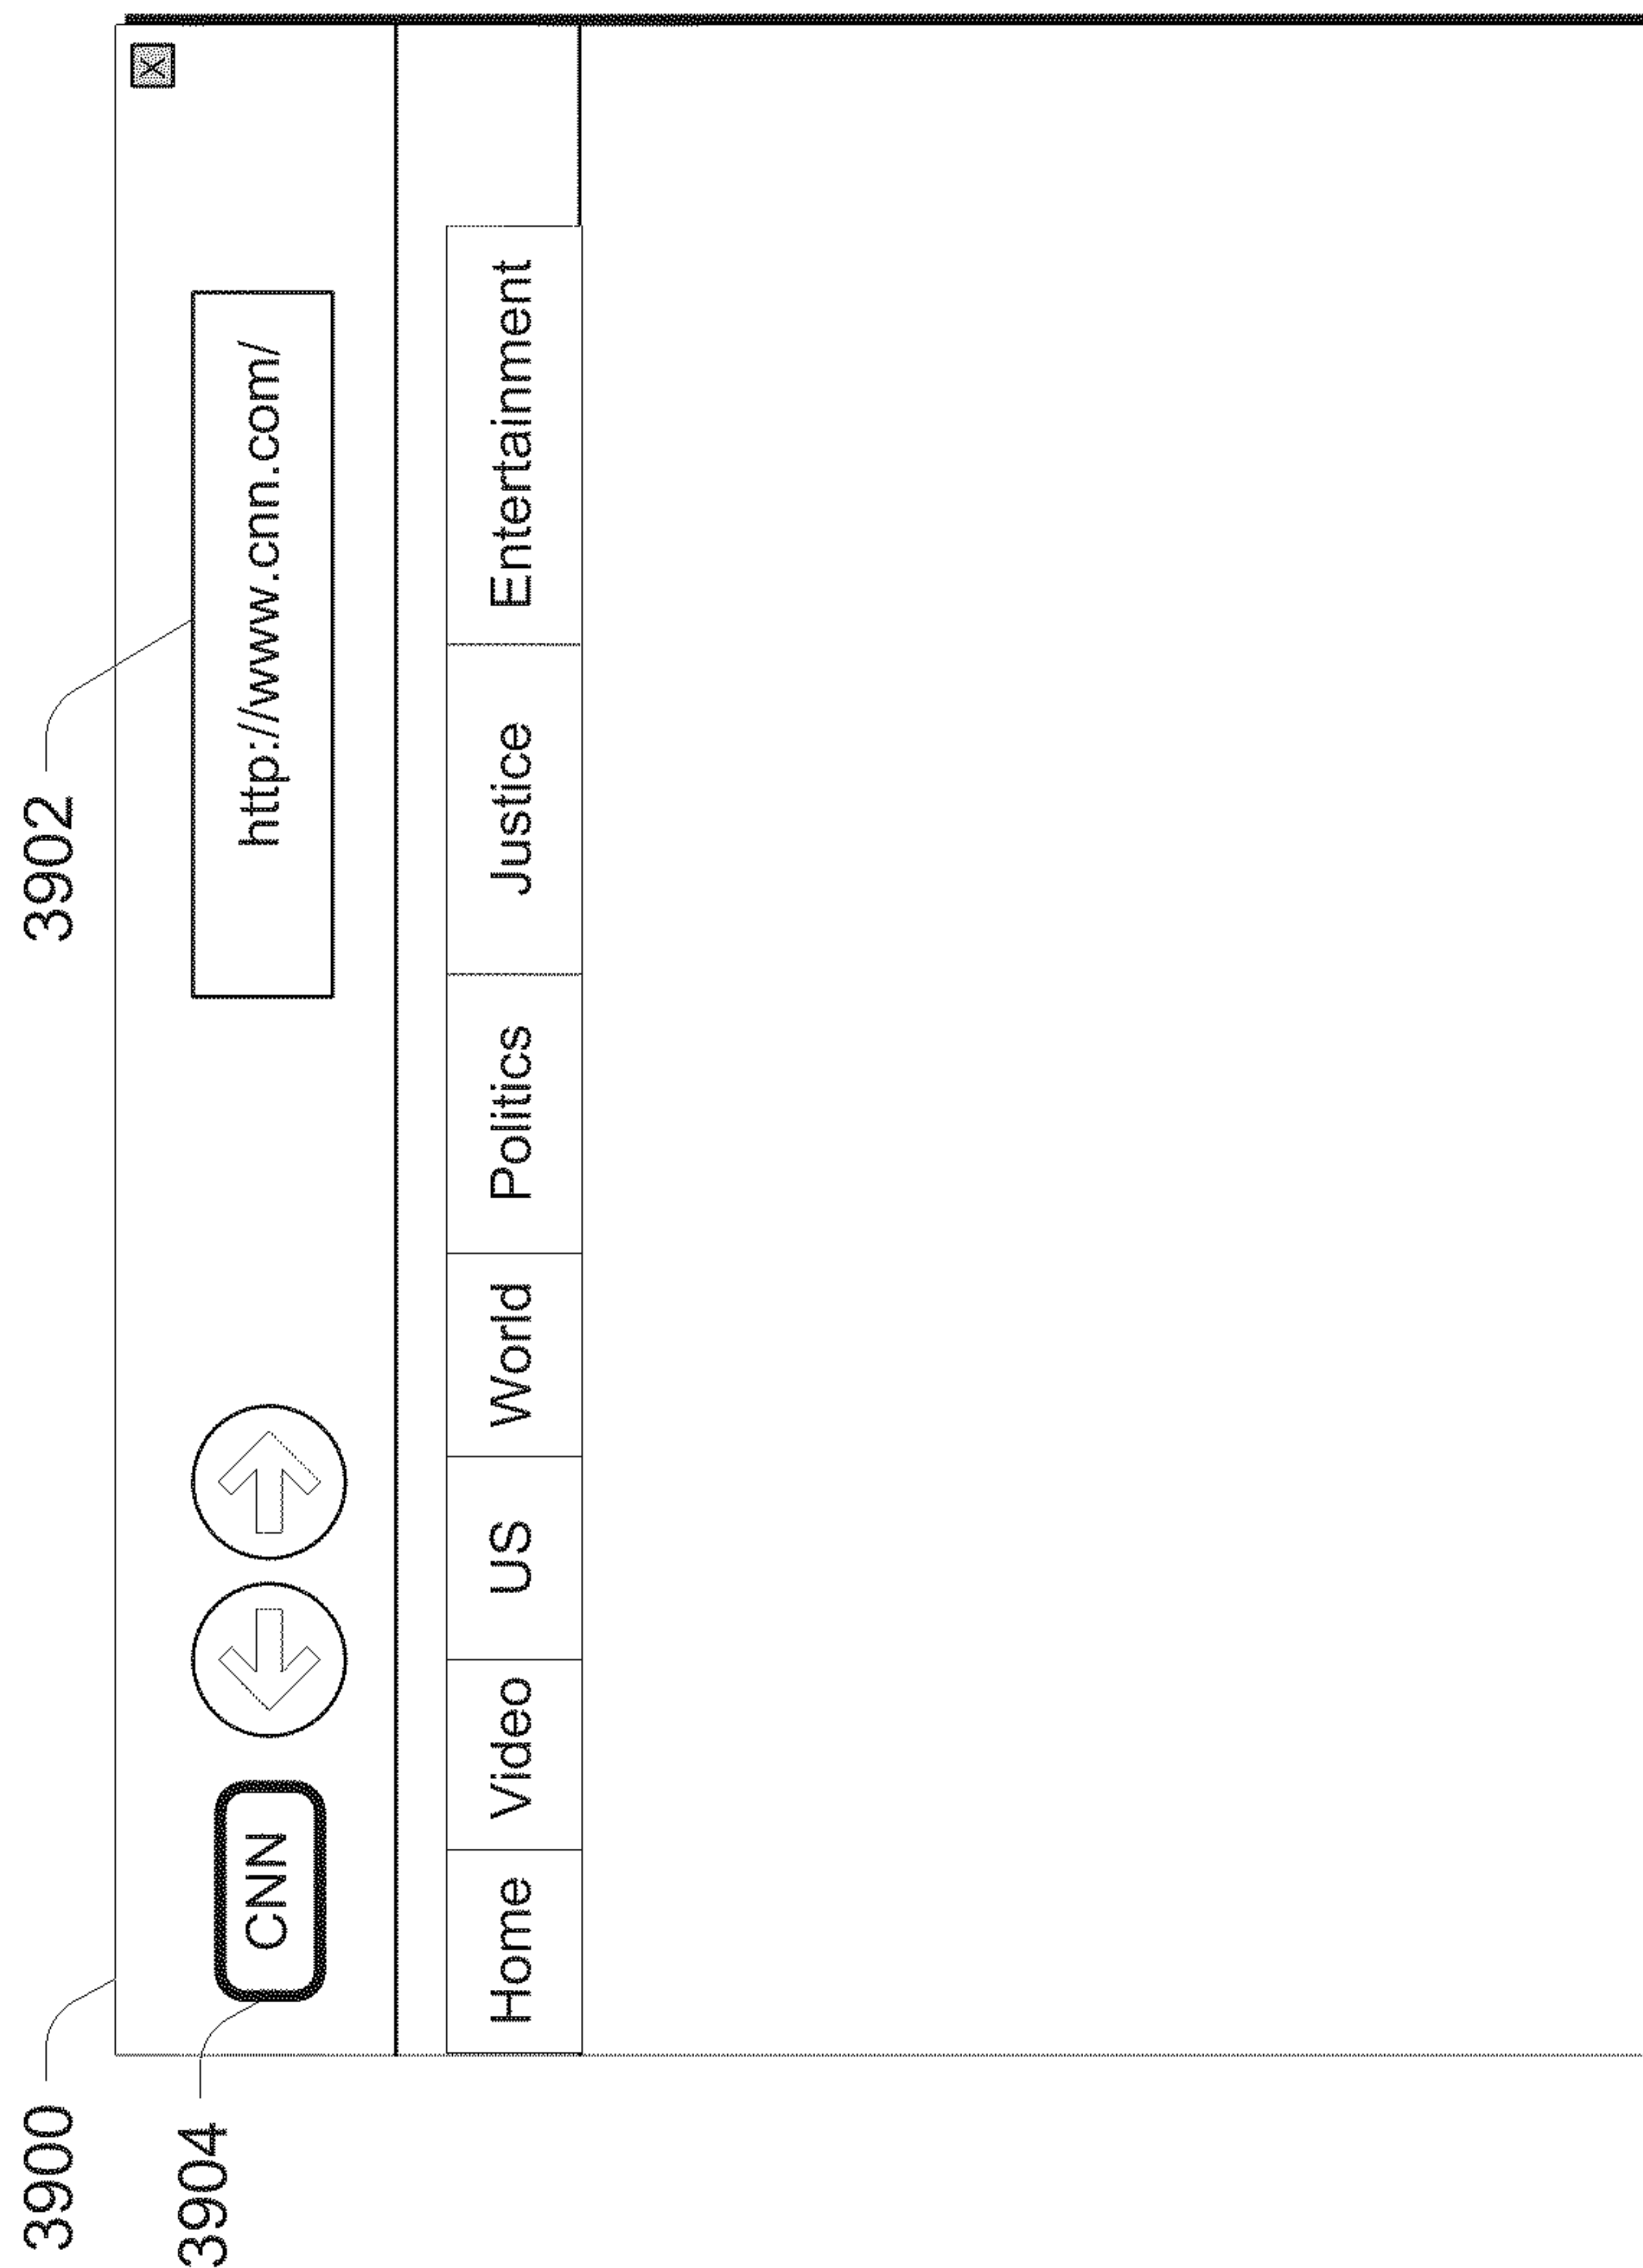 3900
3902
3904
CNN
http://www.cnn.com/
X
Home Video US World Politics Justice Entertainment